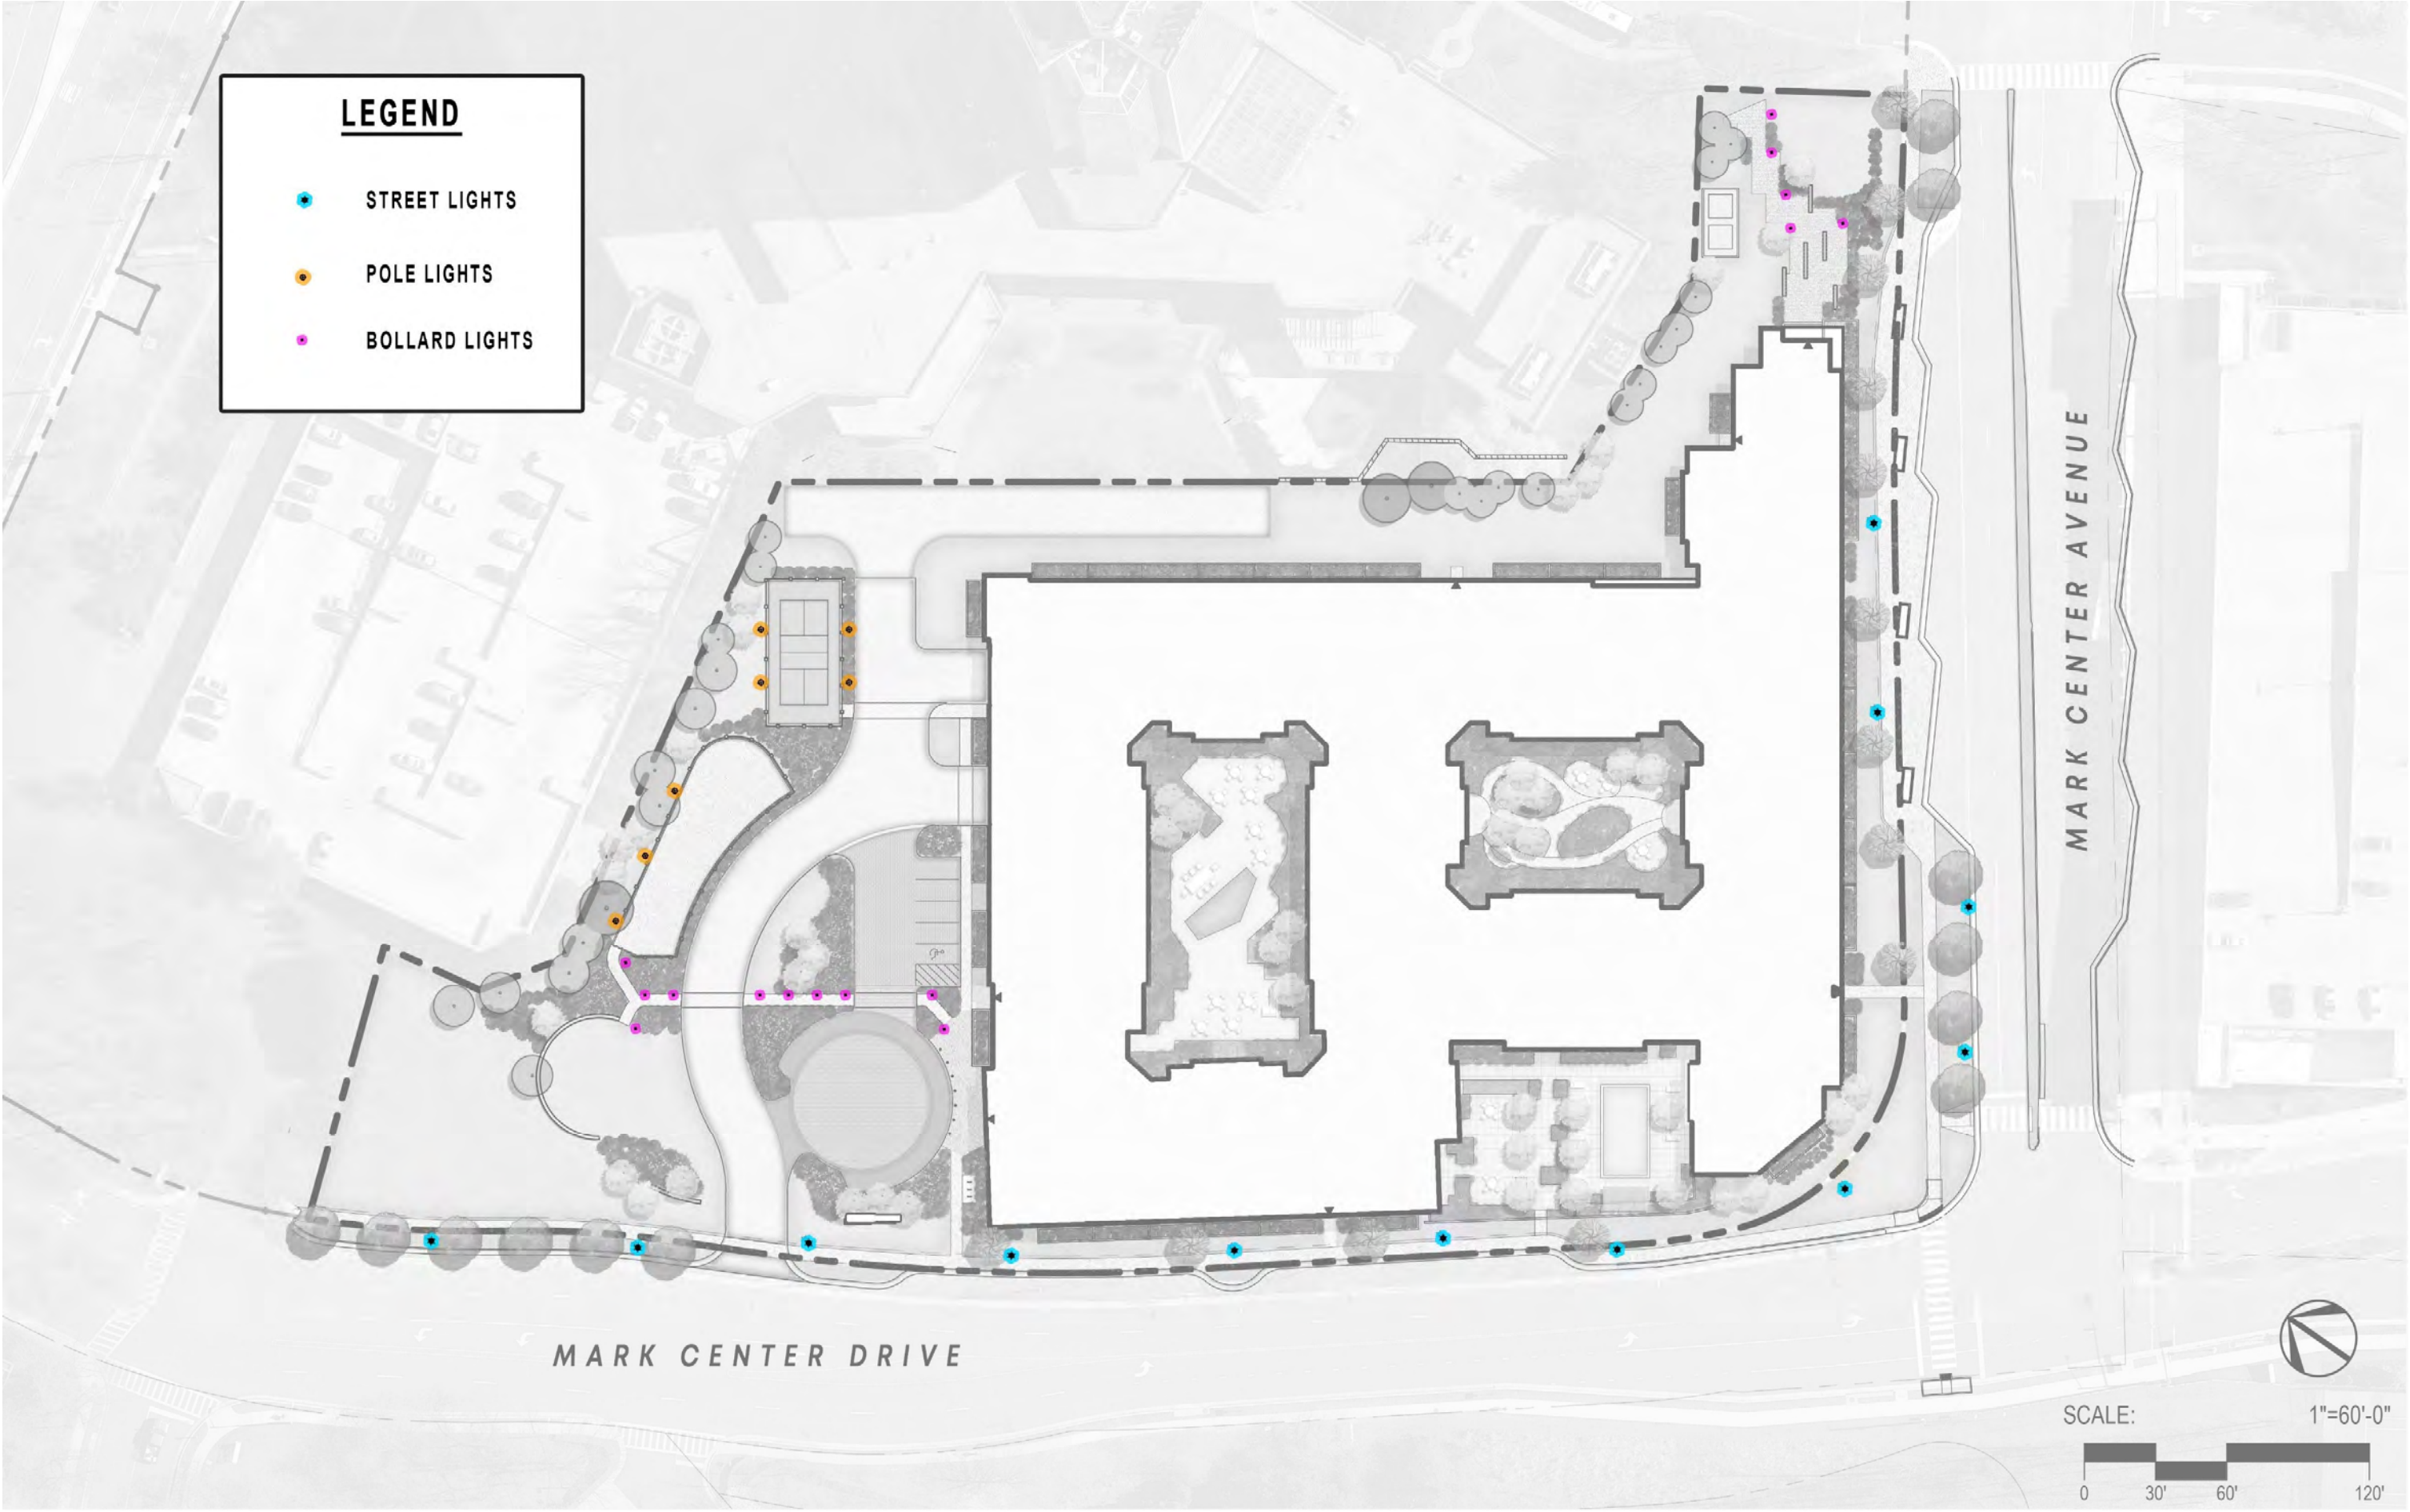 LEGEND
STREET LIGHTS
POLE LIGHTS
BOLLARD LIGHTS
MARK CENTER AVENUE
MARK CENTER DRIVE
SCALE: 1"=60'-0"
0 30' 60' 120'